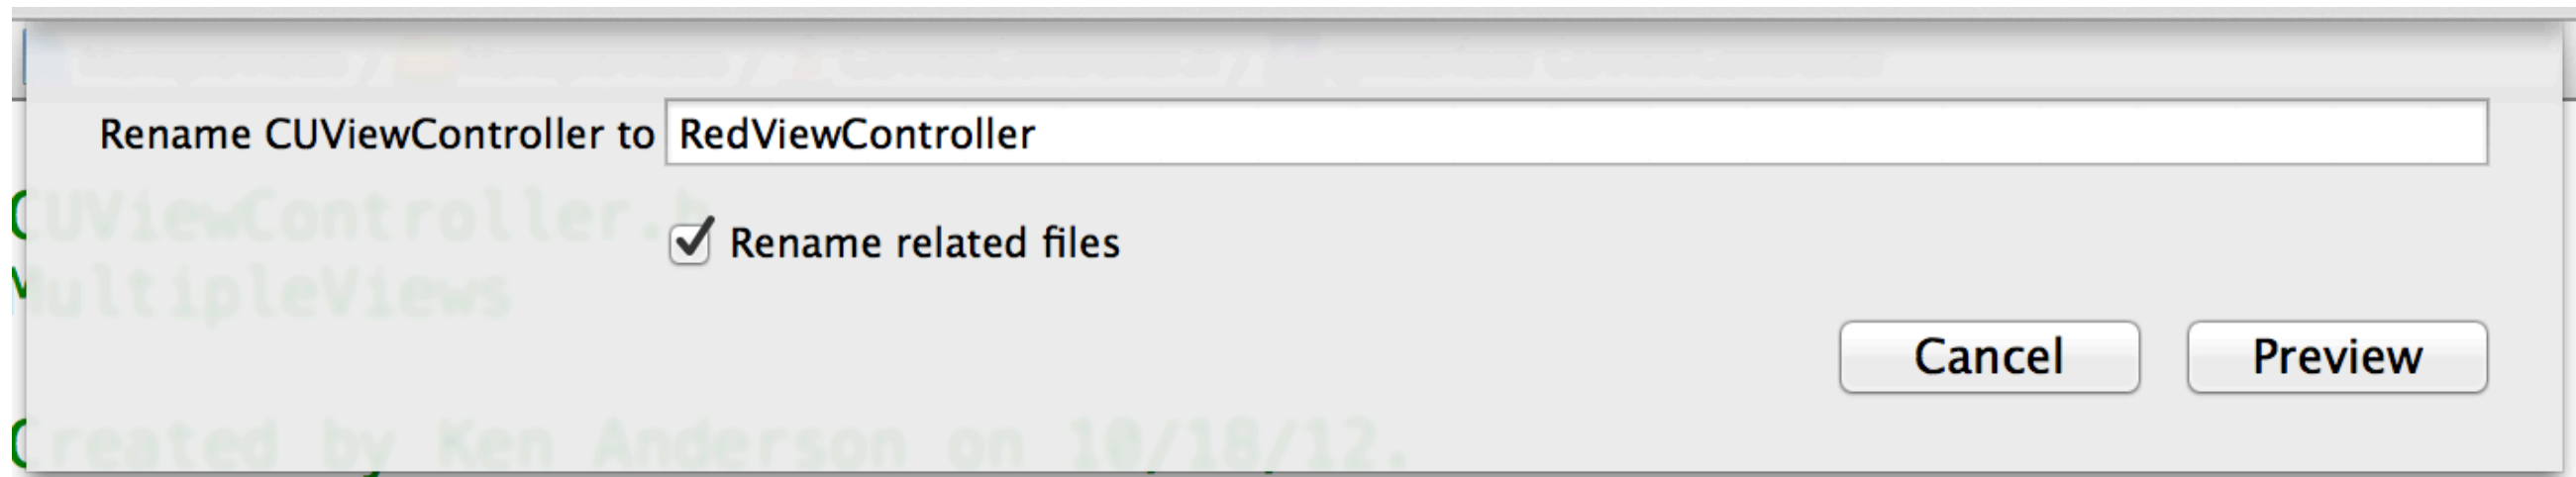 Rename CUViewController to RedViewController
CUViewController.h
Rename related files
MultipleViews
Cancel Preview
Created by Ken Anderson on 10/18/12.